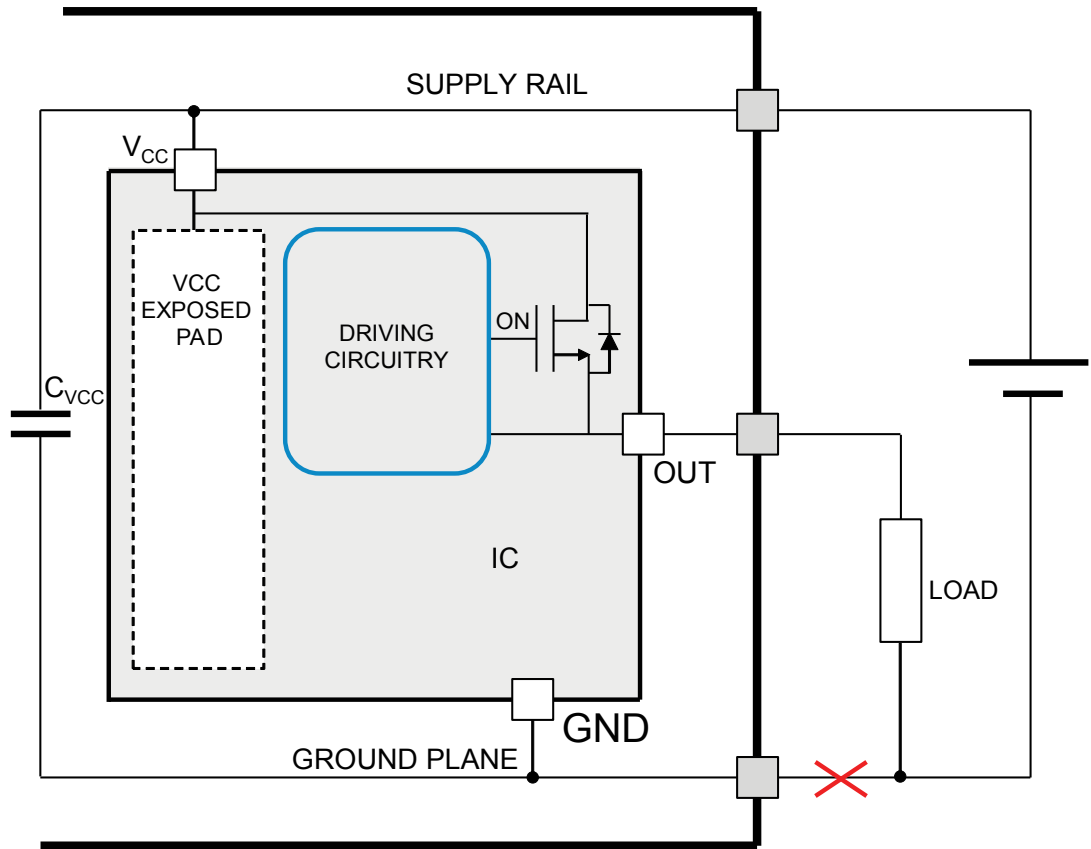 SUPPLY RAIL
VCC
VCC
EXPOSED
PAD
DRIVING
CIRCUITRY
ON
CVCC
OUT
IC
LOAD
GND
GROUND PLANE